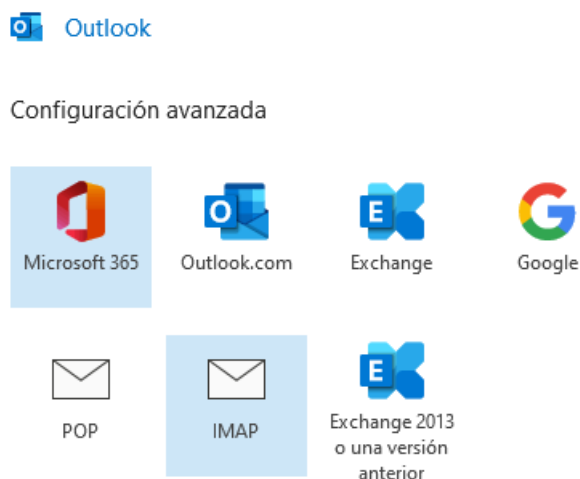 Outlook
Configuración avanzada
Microsoft 365
Outlook.com
Exchange
Google
POP
IMAP
Exchange 2013
o una versión
anterior